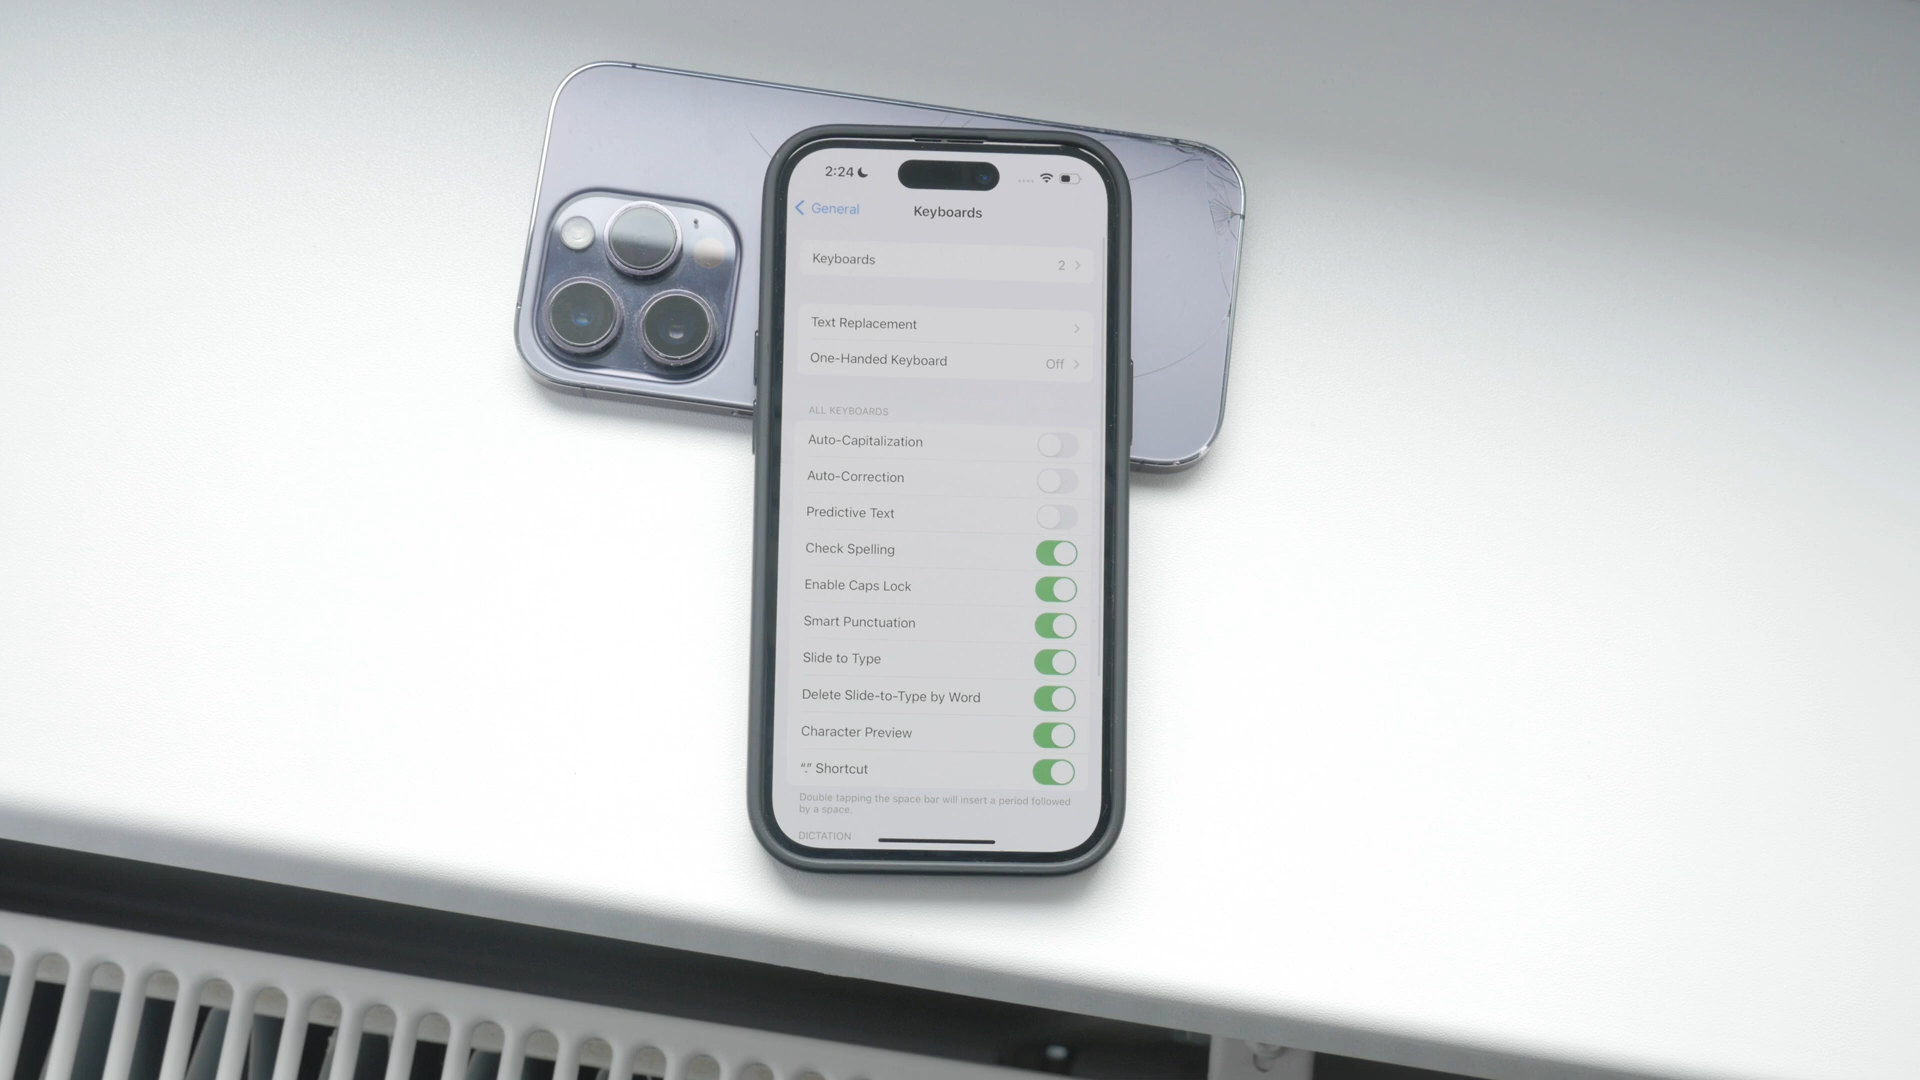 2:24
General
Keyboards
Keyboards 2
Text Replacement
One-Handed Keyboard Off
ALL KEYBOARDS
Auto-Capitalization
Auto-Correction
Predictive Text
Check Spelling
Enable Caps Lock
Smart Punctuation
Slide to Type
Delete Slide-to-Type by Word
Character Preview
“.” Shortcut
Double tapping the space bar will insert a period followed
by a space.
DICTATION